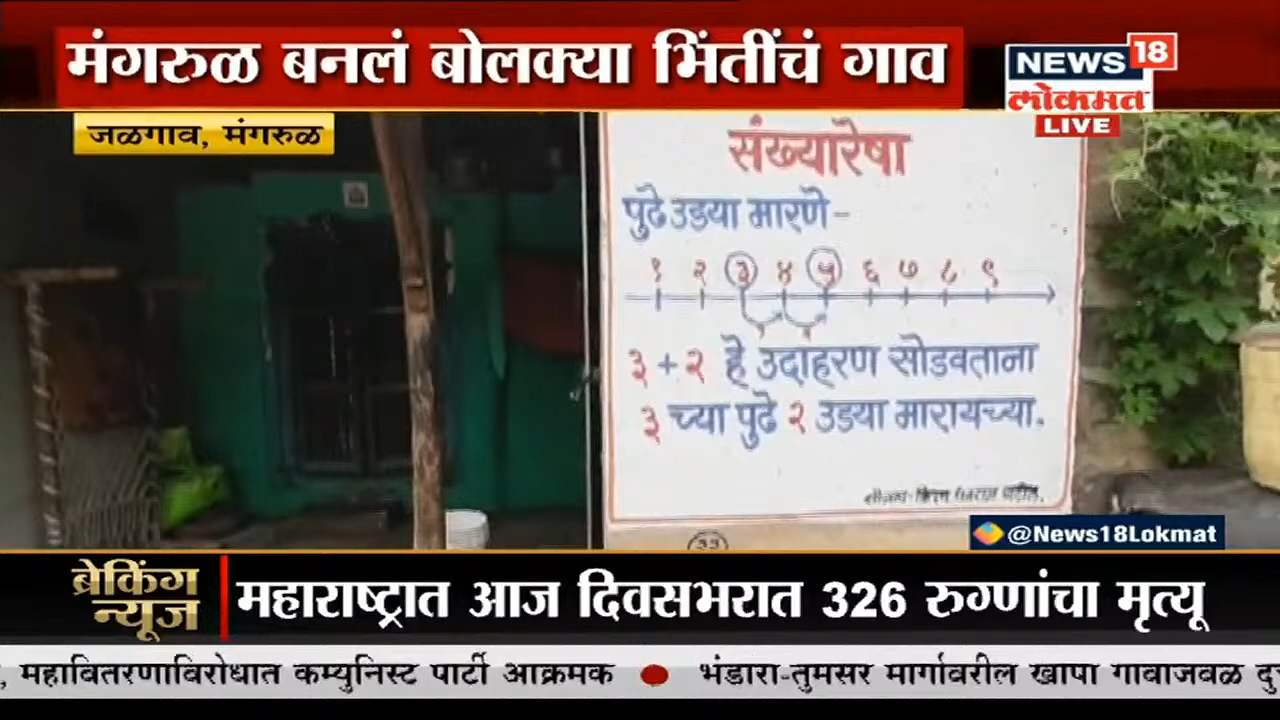 मंगरुळ बनलं बोलक्या भिंतींचं गाव
NEWS 18
लोकमत
LIVE
जळगाव, मंगरुळ
संख्यारेषा
पुढे उड्या मारणे-
१ २ ३ ४ ५ ६ ७ ८ ९
३ + २ हे उदाहरण सोडवताना
३ च्या पुढे २ उड्या मारायच्या.
@News18Lokmat
ब्रेकिंग
न्यूज
महाराष्ट्रात आज दिवसभरात 326 रुग्णांचा मृत्यू
, महावितरणाविरोधात कम्युनिस्ट पार्टी आक्रमक ● भंडारा-तुमसर मार्गावरील खापा गावाजवळ